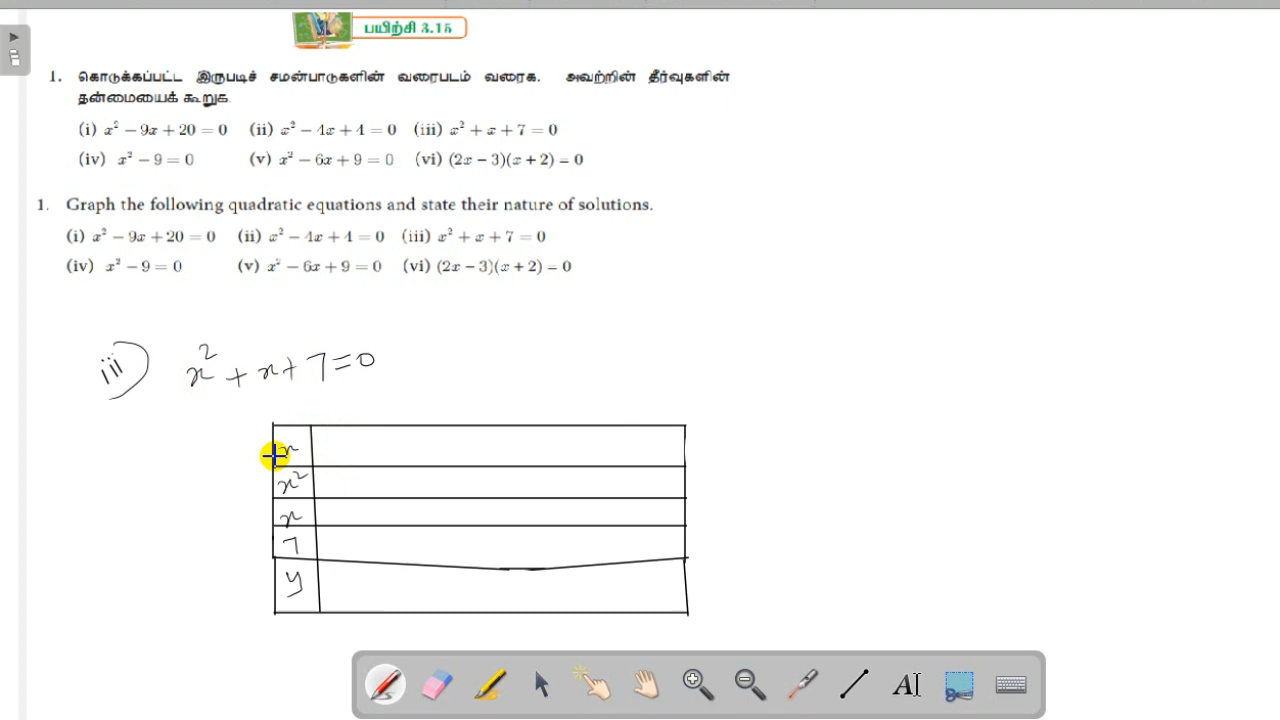 பயிற்சி 3.15
1. கொடுக்கப்பட்ட இருபடிச் சமன்பாடுகளின் வரைபடம் வரைக. அவற்றின் தீர்வுகளின்
தன்மையைக் கூறுக.
(i) x² − 9x + 20 = 0 (ii) x² − 4x + 4 = 0 (iii) x² + x + 7 = 0
(iv) x² − 9 = 0 (v) x² − 6x + 9 = 0 (vi) (2x − 3)(x + 2) = 0
1. Graph the following quadratic equations and state their nature of solutions.
(i) x² − 9x + 20 = 0 (ii) x² − 4x + 4 = 0 (iii) x² + x + 7 = 0
(iv) x² − 9 = 0 (v) x² − 6x + 9 = 0 (vi) (2x − 3)(x + 2) = 0
iii) x² + x + 7 = 0
x
x²
x
7
y